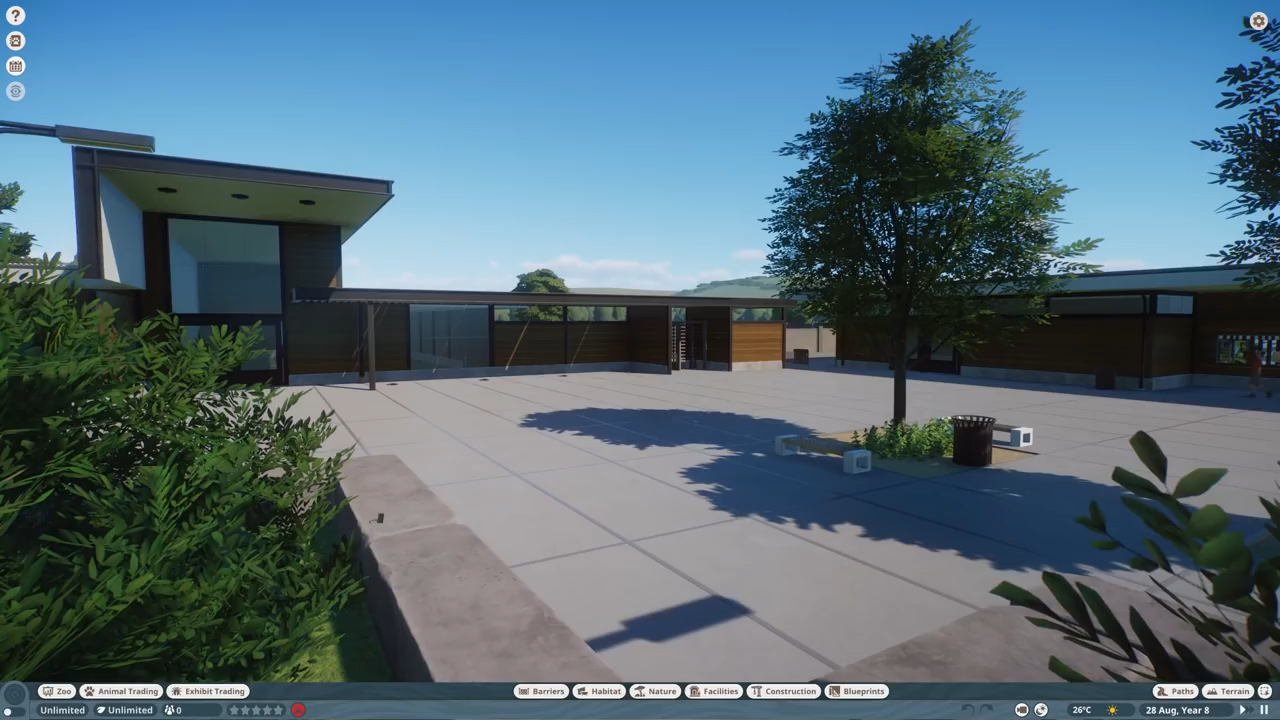 ?
Zoo Animal Trading Exhibit Trading Barriers Habitat Nature Facilities Construction Blueprints Paths Terrain
Unlimited Unlimited 0 26°C 28 Aug, Year 8